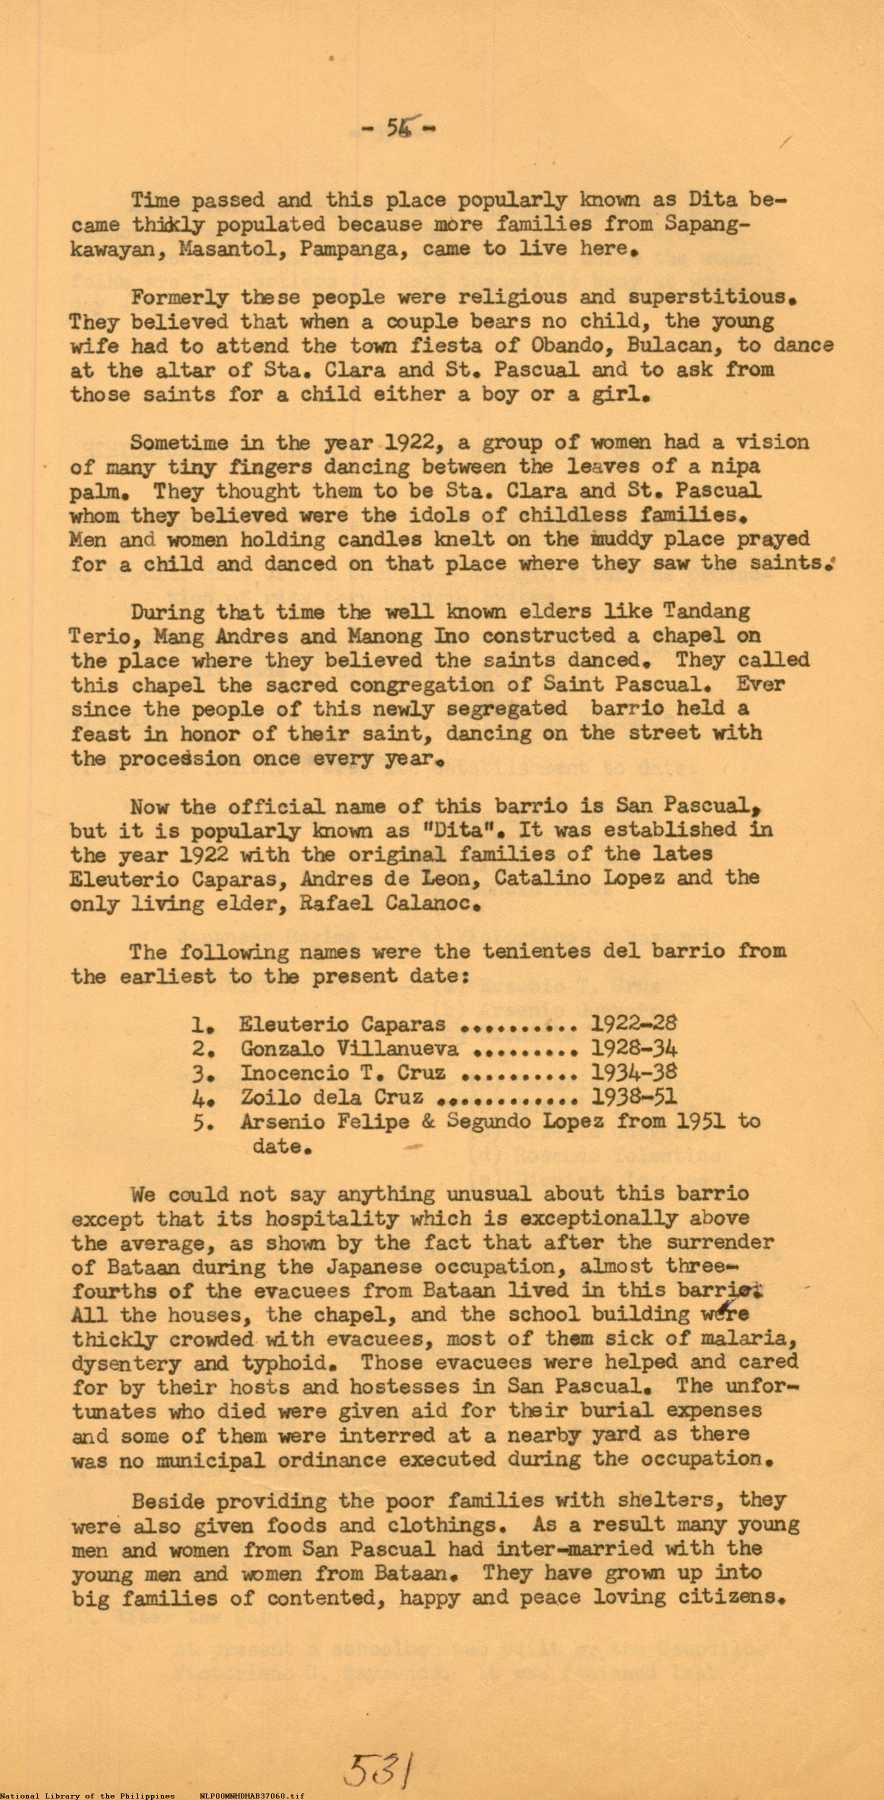 - 54 -
Time passed and this place popularly known as Dita be-
came thickly populated because more families from Sapang-
kawayan, Masantol, Pampanga, came to live here.
Formerly these people were religious and superstitious.
They believed that when a couple bears no child, the young
wife had to attend the town fiesta of Obando, Bulacan, to dance
at the altar of Sta. Clara and St. Pascual and to ask from
those saints for a child either a boy or a girl.
Sometime in the year 1922, a group of women had a vision
of many tiny fingers dancing between the leaves of a nipa
palm. They thought them to be Sta. Clara and St. Pascual
whom they believed were the idols of childless families.
Men and women holding candles knelt on the muddy place prayed
for a child and danced on that place where they saw the saints.
During that time the well known elders like Tandang
Terio, Mang Andres and Manong Ino constructed a chapel on
the place where they believed the saints danced. They called
this chapel the sacred congregation of Saint Pascual. Ever
since the people of this newly segregated barrio held a
feast in honor of their saint, dancing on the street with
the procession once every year.
Now the official name of this barrio is San Pascual,
but it is popularly known as "Dita". It was established in
the year 1922 with the original families of the lates
Eleuterio Caparas, Andres de Leon, Catalino Lopez and the
only living elder, Rafael Calanoc.
The following names were the tenientes del barrio from
the earliest to the present date:
1. Eleuterio Caparas .......... 1922-28
2. Gonzalo Villanueva ......... 1928-34
3. Inocencio T. Cruz .......... 1934-38
4. Zoilo dela Cruz ............ 1938-51
5. Arsenio Felipe & Segundo Lopez from 1951 to
date.
We could not say anything unusual about this barrio
except that its hospitality which is exceptionally above
the average, as shown by the fact that after the surrender
of Bataan during the Japanese occupation, almost three-
fourths of the evacuees from Bataan lived in this barrio.
All the houses, the chapel, and the school building were
thickly crowded with evacuees, most of them sick of malaria,
dysentery and typhoid. Those evacuees were helped and cared
for by their hosts and hostesses in San Pascual. The unfor-
tunates who died were given aid for their burial expenses
and some of them were interred at a nearby yard as there
was no municipal ordinance executed during the occupation.
Beside providing the poor families with shelters, they
were also given foods and clothings. As a result many young
men and women from San Pascual had inter-married with the
young men and women from Bataan. They have grown up into
big families of contented, happy and peace loving citizens.
531
National Library of the Philippines NLP00MNHDHAB37060.tif